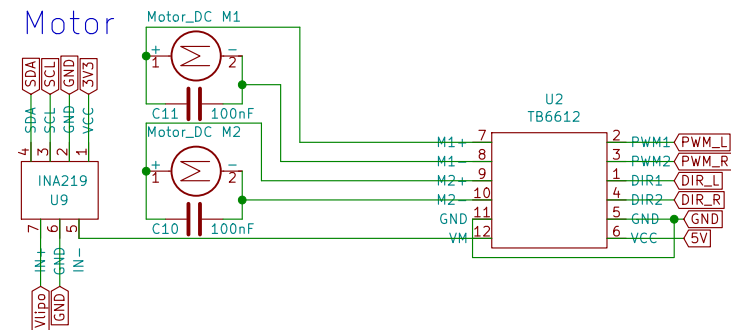 Motor
Motor_DC M1
+ -
1 2
C11 100nF
Motor_DC M2
+ -
1 2
C10 100nF
SDA SCL GND 3V3
SDA SCL GND VCC
4 3 2 1
INA219
U9
7 6 5
IN+ GND IN-
Vlipo GND
U2
TB6612
M1+ 7 2 PWM1 PWM_L
M1- 8 3 PWM2 PWM_R
M2+ 9 1 DIR1 DIR_L
M2- 10 4 DIR2 DIR_R
GND 11 5 GND GND
VM 12 6 VCC 5V